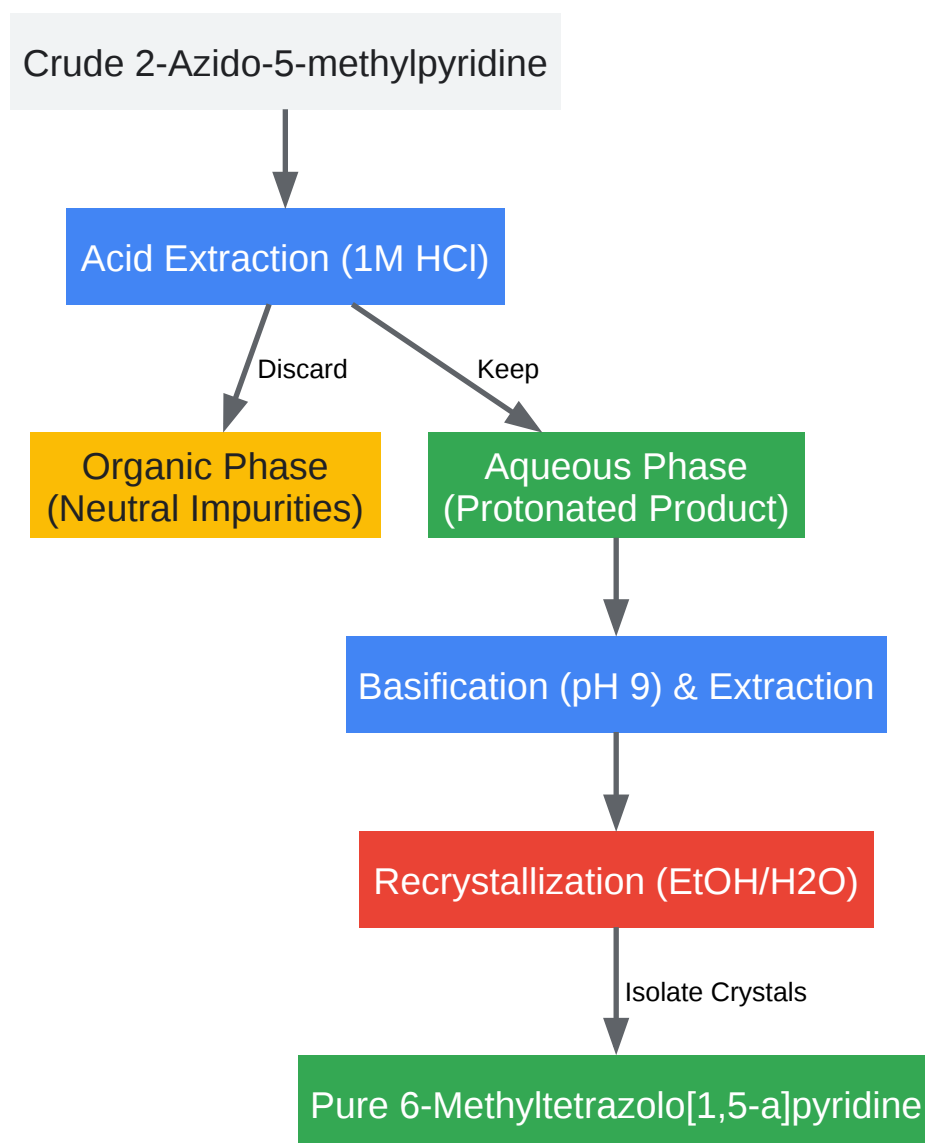 Crude 2-Azido-5-methylpyridine
Acid Extraction (1M HCl)
Discard
Keep
Organic Phase
(Neutral Impurities)
Aqueous Phase
(Protonated Product)
Basification (pH 9) & Extraction
Recrystallization (EtOH/H2O)
Isolate Crystals
Pure 6-Methyltetrazolo[1,5-a]pyridine